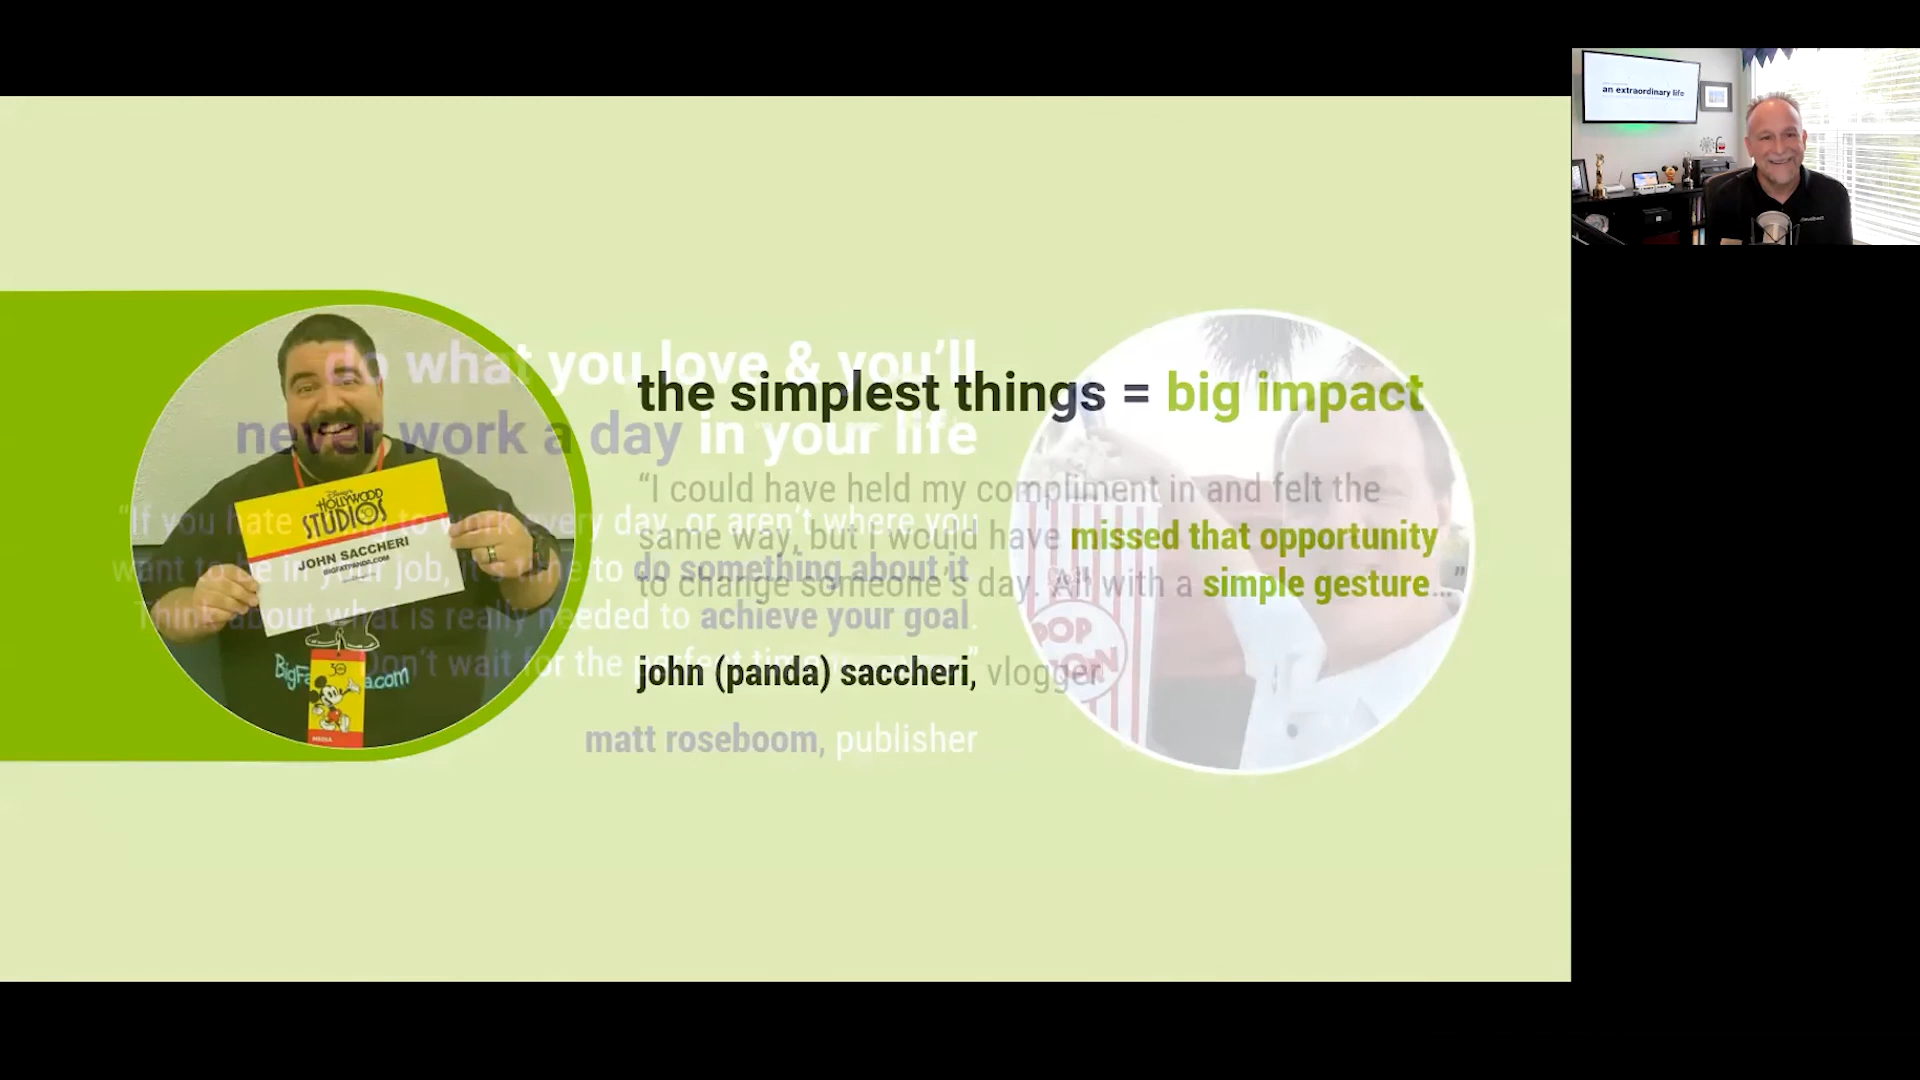 an extraordinary life
do what you love & you'll
never work a day in your life
the simplest things = big impact
"I could have held my compliment in and felt the
same way, but I would have missed that opportunity
to change someone's day. All with a simple gesture..."
john (panda) saccheri, vlogger
"If you hate going to work every day, or aren't where you
want to be in your job, it's time to do something about it
Think about what is really needed to achieve your goal.
Don't wait for the perfect time
matt roseboom, publisher
Disney's
HOLLYWOOD
STUDIOS
JOHN SACCHERI
BIGFATPANDA.COM
BigFa
a.com
30
MEDIA
POP
CORN